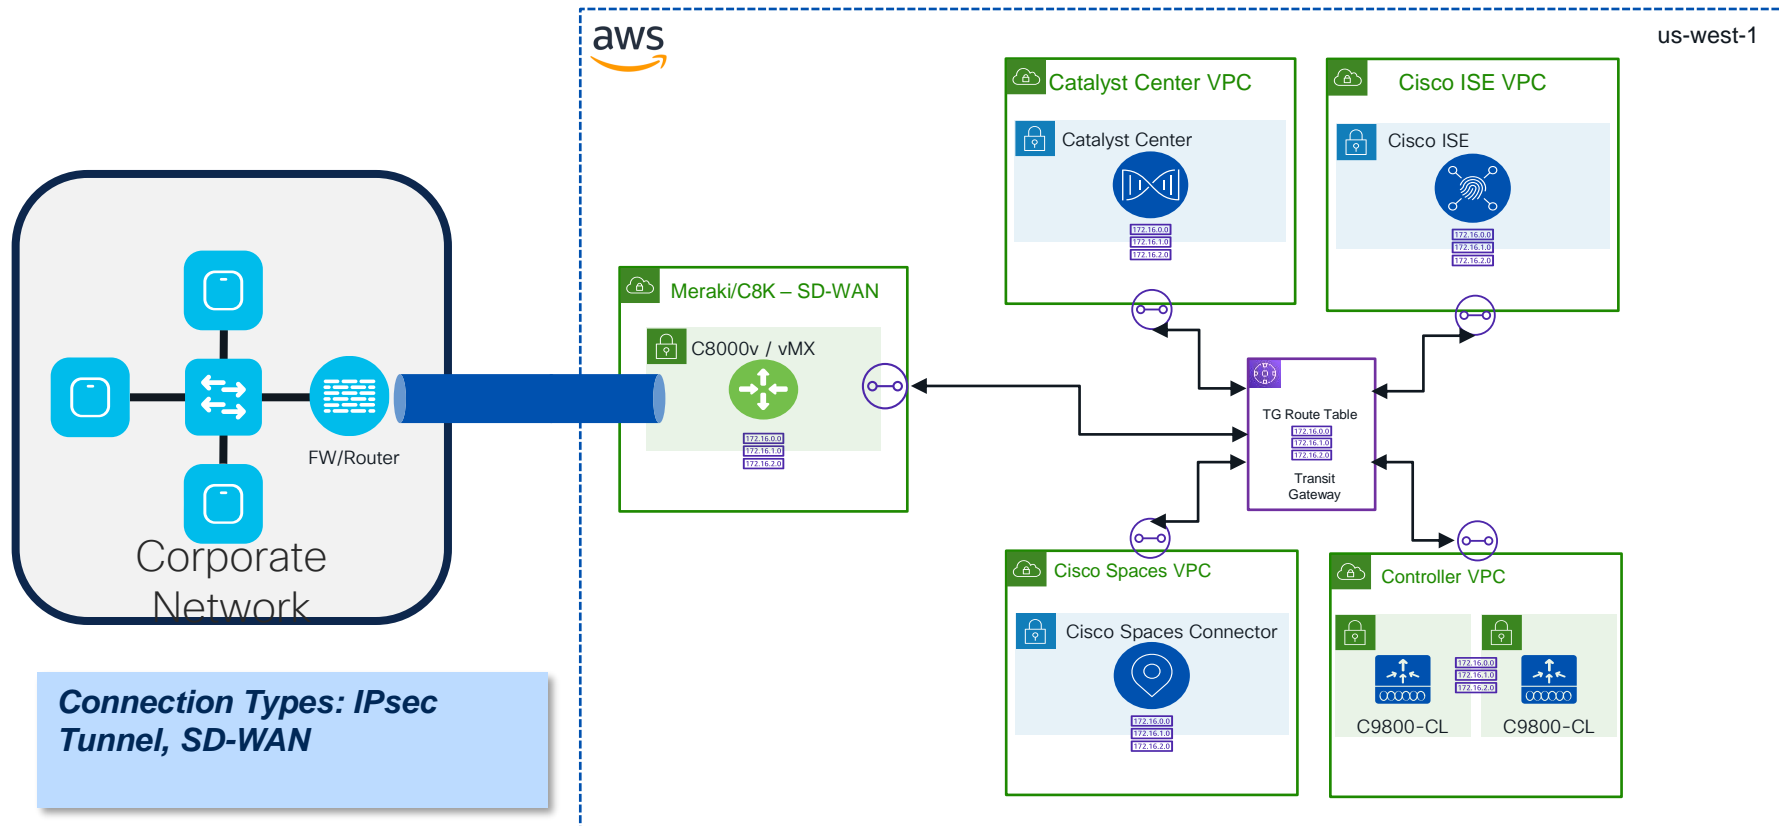 aws
us-west-1
Catalyst Center VPC
Catalyst Center
172.16.0.0
172.16.1.0
172.16.2.0
Cisco ISE VPC
Cisco ISE
172.16.0.0
172.16.1.0
172.16.2.0
Meraki/C8K – SD-WAN
C8000v / vMX
172.16.0.0
172.16.1.0
172.16.2.0
FW/Router
Corporate
Network
TG Route Table
172.16.0.0
172.16.1.0
172.16.2.0
Transit
Gateway
Cisco Spaces VPC
Cisco Spaces Connector
172.16.0.0
172.16.1.0
172.16.2.0
Controller VPC
172.16.0.0
172.16.1.0
172.16.2.0
C9800-CL
C9800-CL
Connection Types: IPsec
Tunnel, SD-WAN